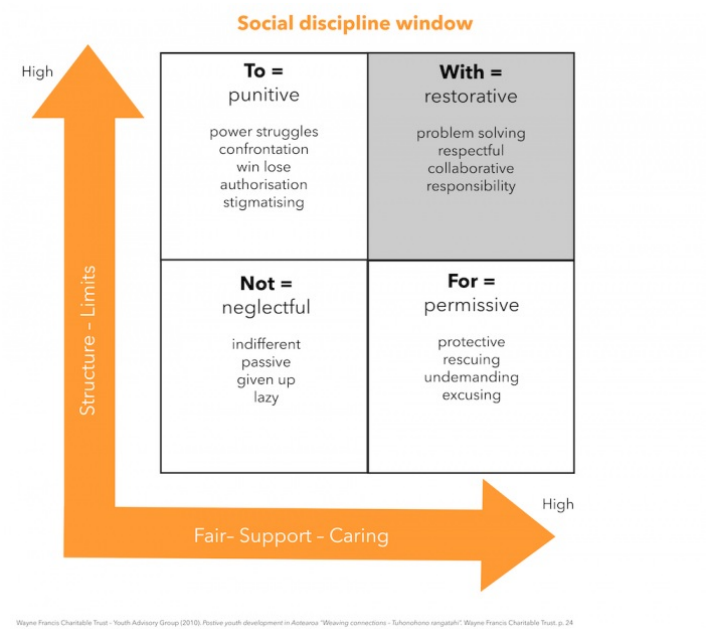 Social discipline window
High
To =
punitive
power struggles
confrontation
win lose
authorisation
stigmatising
With =
restorative
problem solving
respectful
collaborative
responsibility
Not =
neglectful
indifferent
passive
given up
lazy
For =
permissive
protective
rescuing
undemanding
excusing
Structure – Limits
High
Fair– Support – Caring
Wayne Francis Charitable Trust – Youth Advisory Group (2010). Postive youth development in Aotearoa "Weaving connections – Tuhonohono rangatahi". Wayne Francis Charitable Trust. p. 24